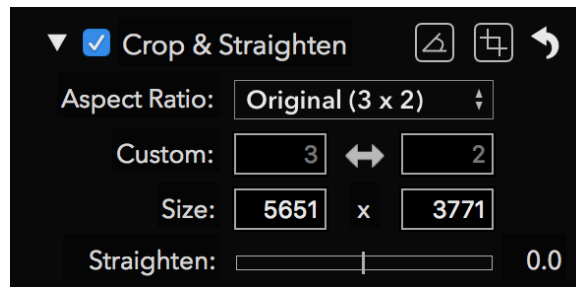 Crop & Straighten
Aspect Ratio: Original (3 x 2)
Custom: 3 2
Size: 5651 x 3771
Straighten: 0.0